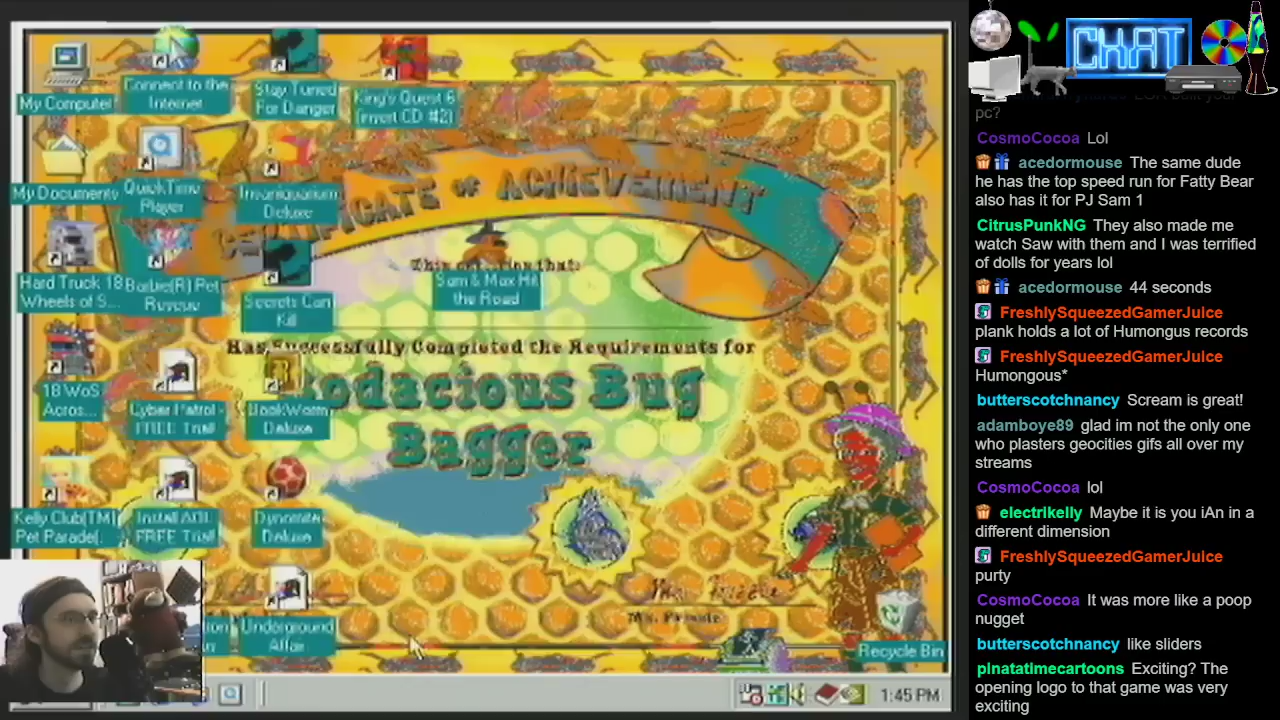 My Computer
Connect to the
Internet
Stay Tuned
For Danger
King's Quest 6
(insert CD #2)
My Documents
QuickTime
Player
Insaniquarium
Deluxe
OF ACHIEVEMENT
Hard Truck 18
Wheels of S...
Barbie(R) Pet
Rescue
Secrets Can
Kill
Sam & Max Hit
the Road
Has Successfully Completed the Requirements for
Bodacious Bug
Bagger
18 WoS
Acros...
Cyber Patrol -
FREE Trial
BookWorm
Deluxe
Kelly Club(TM)
Pet Parade(...
Install AOL
FREE Trial
Dynomite
Deluxe
Underground
Affair
Recycle Bin
1:45 PM
CHAT
pc?
CosmoCocoa Lol
acedormouse The same dude
he has the top speed run for Fatty Bear
also has it for PJ Sam 1
CitrusPunkNG They also made me
watch Saw with them and I was terrified
of dolls for years lol
acedormouse 44 seconds
FreshlySqueezedGamerJuice
plank holds a lot of Humongus records
FreshlySqueezedGamerJuice
Humongous*
butterscotchnancy Scream is great!
adamboye89 glad im not the only one
who plasters geocities gifs all over my
streams
CosmoCocoa lol
electrikelly Maybe it is you iAn in a
different dimension
FreshlySqueezedGamerJuice
purty
CosmoCocoa It was more like a poop
nugget
butterscotchnancy like sliders
pinatatimecartoons Exciting? The
opening logo to that game was very
exciting